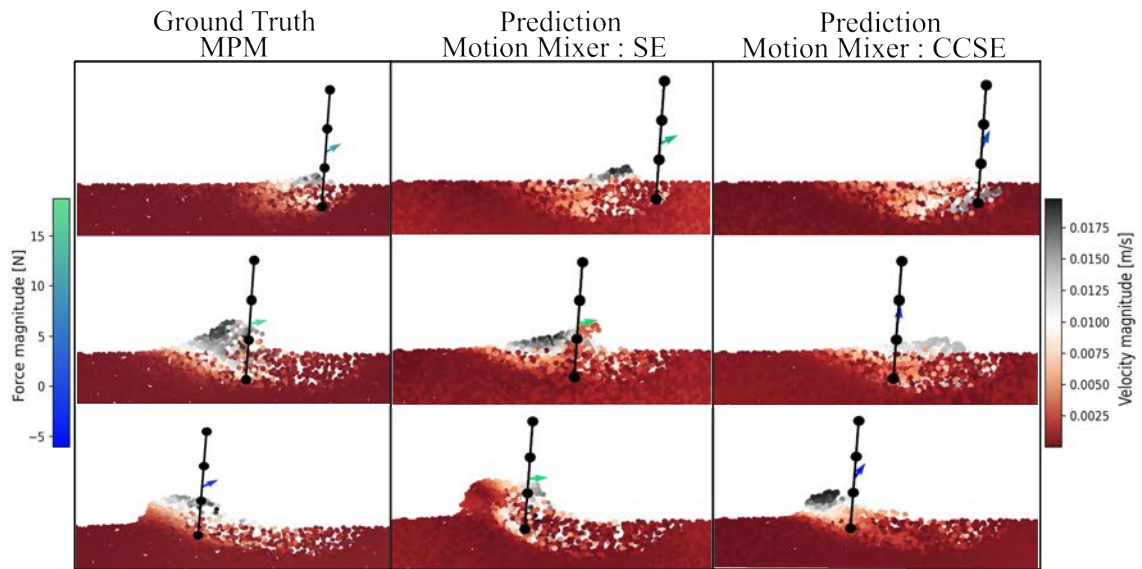 Ground Truth
MPM
Prediction
Motion Mixer : SE
Prediction
Motion Mixer : CCSE
Force magnitude [N]
15
10
5
0
−5
0.0175
0.0150
0.0125
0.0100
0.0075
0.0050
0.0025
Velocity magnitude [m/s]